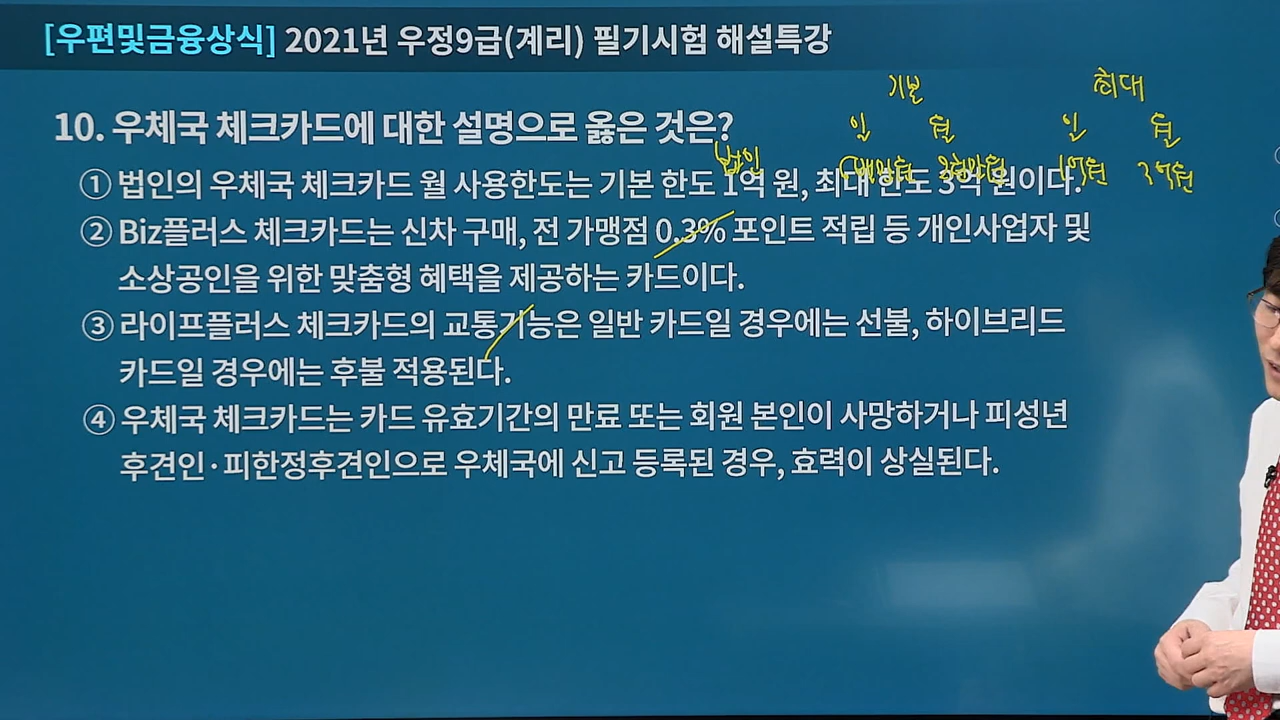 [우편및금융상식] 2021년 우정9급(계리) 필기시험 해설특강
기본 최대
일 월 일 월
10. 우체국 체크카드에 대한 설명으로 옳은 것은?
법인 1억원 3억원
① 법인의 우체국 체크카드 월 사용한도는 기본 한도 1억 원, 최대 한도 3억 원이다.
② Biz플러스 체크카드는 신차 구매, 전 가맹점 0.3% 포인트 적립 등 개인사업자 및
소상공인을 위한 맞춤형 혜택을 제공하는 카드이다.
③ 라이프플러스 체크카드의 교통기능은 일반 카드일 경우에는 선불, 하이브리드
카드일 경우에는 후불 적용된다.
④ 우체국 체크카드는 카드 유효기간의 만료 또는 회원 본인이 사망하거나 피성년
후견인·피한정후견인으로 우체국에 신고 등록된 경우, 효력이 상실된다.